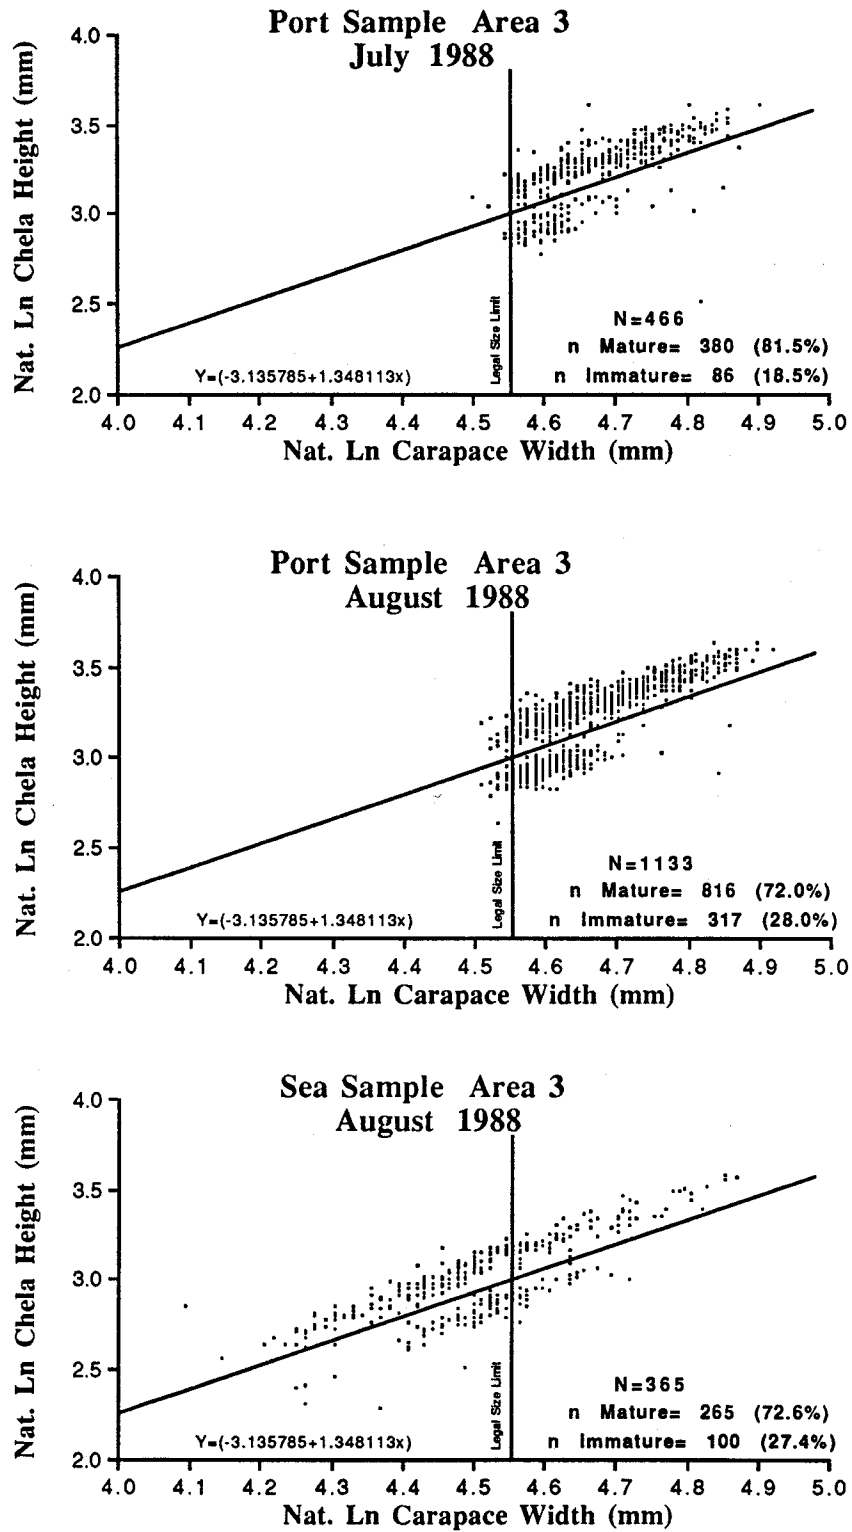 Port Sample Area 3
July 1988
Nat. Ln Chela Height (mm)
4.0
3.5
3.0
2.5
2.0
Legal Size Limit
N=466
n Mature= 380 (81.5%)
n Immature= 86 (18.5%)
Y=(-3.135785+1.348113x)
4.0 4.1 4.2 4.3 4.4 4.5 4.6 4.7 4.8 4.9 5.0
Nat. Ln Carapace Width (mm)
Port Sample Area 3
August 1988
Nat. Ln Chela Height (mm)
4.0
3.5
3.0
2.5
2.0
Legal Size Limit
N=1133
n Mature= 816 (72.0%)
n Immature= 317 (28.0%)
Y=(-3.135785+1.348113x)
4.0 4.1 4.2 4.3 4.4 4.5 4.6 4.7 4.8 4.9 5.0
Nat. Ln Carapace Width (mm)
Sea Sample Area 3
August 1988
Nat. Ln Chela Height (mm)
4.0
3.5
3.0
2.5
2.0
Legal Size Limit
N=365
n Mature= 265 (72.6%)
n Immature= 100 (27.4%)
Y=(-3.135785+1.348113x)
4.0 4.1 4.2 4.3 4.4 4.5 4.6 4.7 4.8 4.9 5.0
Nat. Ln Carapace Width (mm)